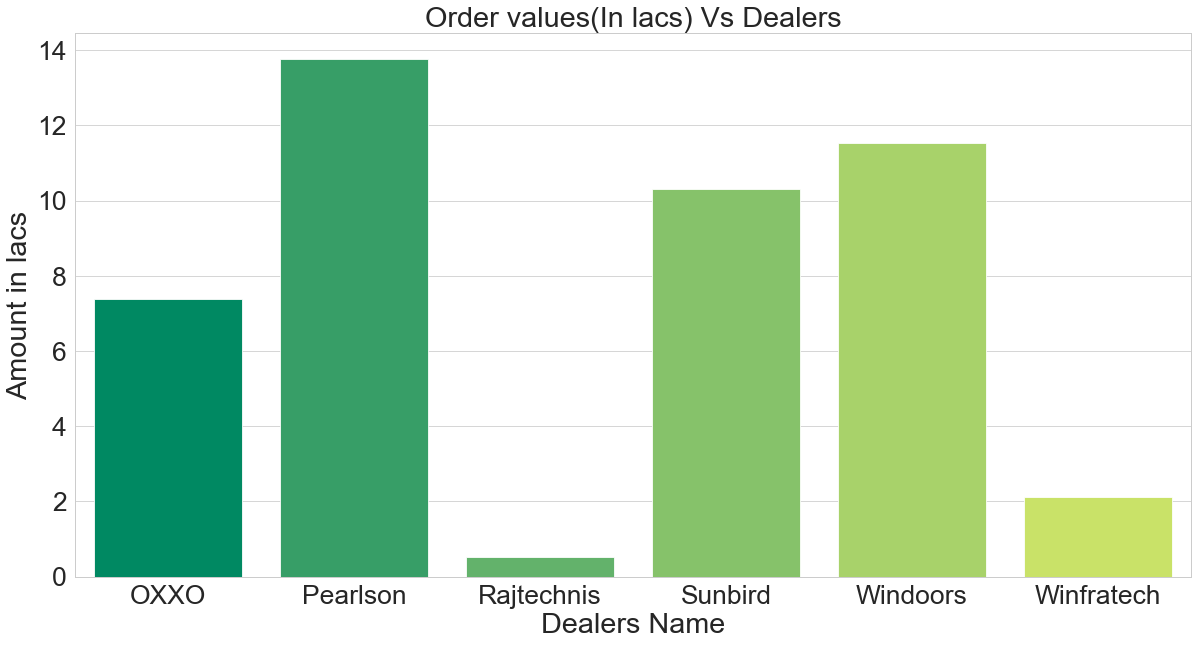 Order values(In lacs) Vs Dealers
14
12
10
8
6
4
2
0
Amount in lacs
OXXO Pearlson Rajtechnis Sunbird Windoors Winfratech
Dealers Name